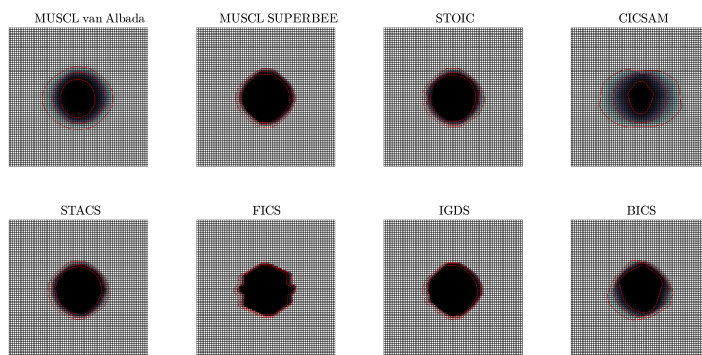 MUSCL van Albada
MUSCL SUPERBEE
STOIC
CICSAM
STACS
FICS
IGDS
BICS